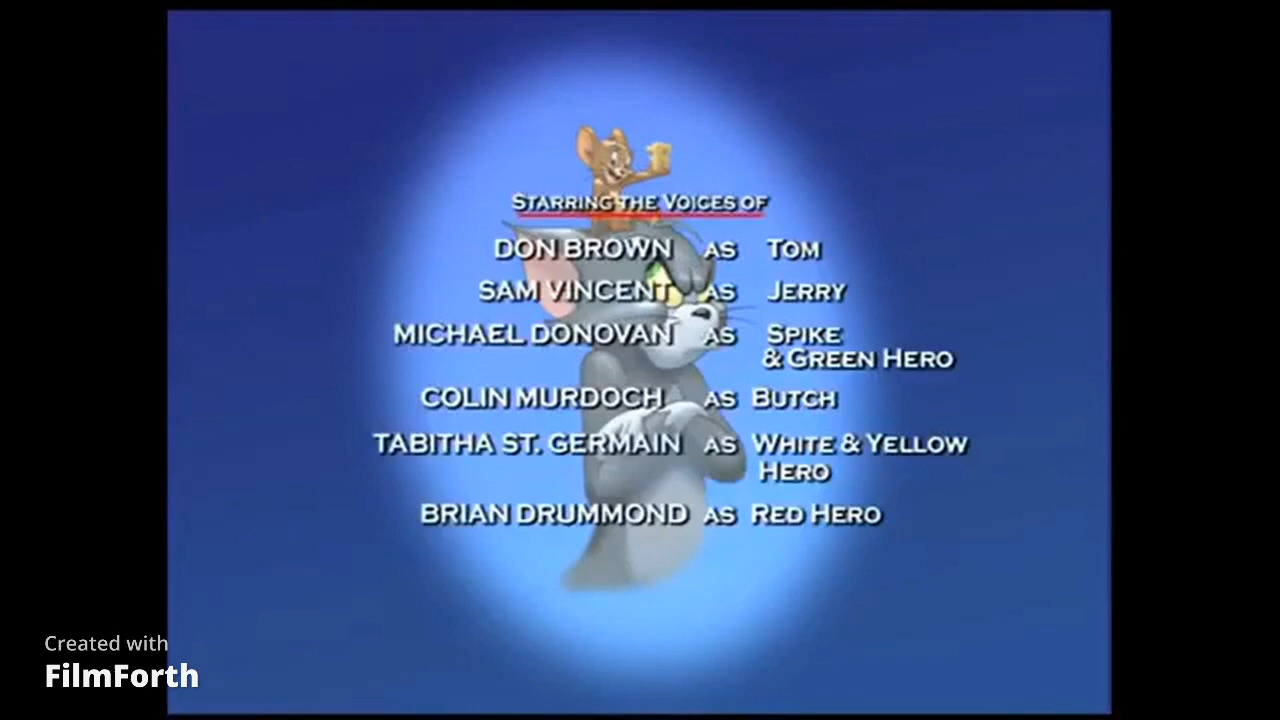 STARRING THE VOICES OF
DON BROWN AS TOM
SAM VINCENT AS JERRY
MICHAEL DONOVAN AS SPIKE
& GREEN HERO
COLIN MURDOCH AS BUTCH
TABITHA ST. GERMAIN AS WHITE & YELLOW
HERO
BRIAN DRUMMOND AS RED HERO
Created with
FilmForth